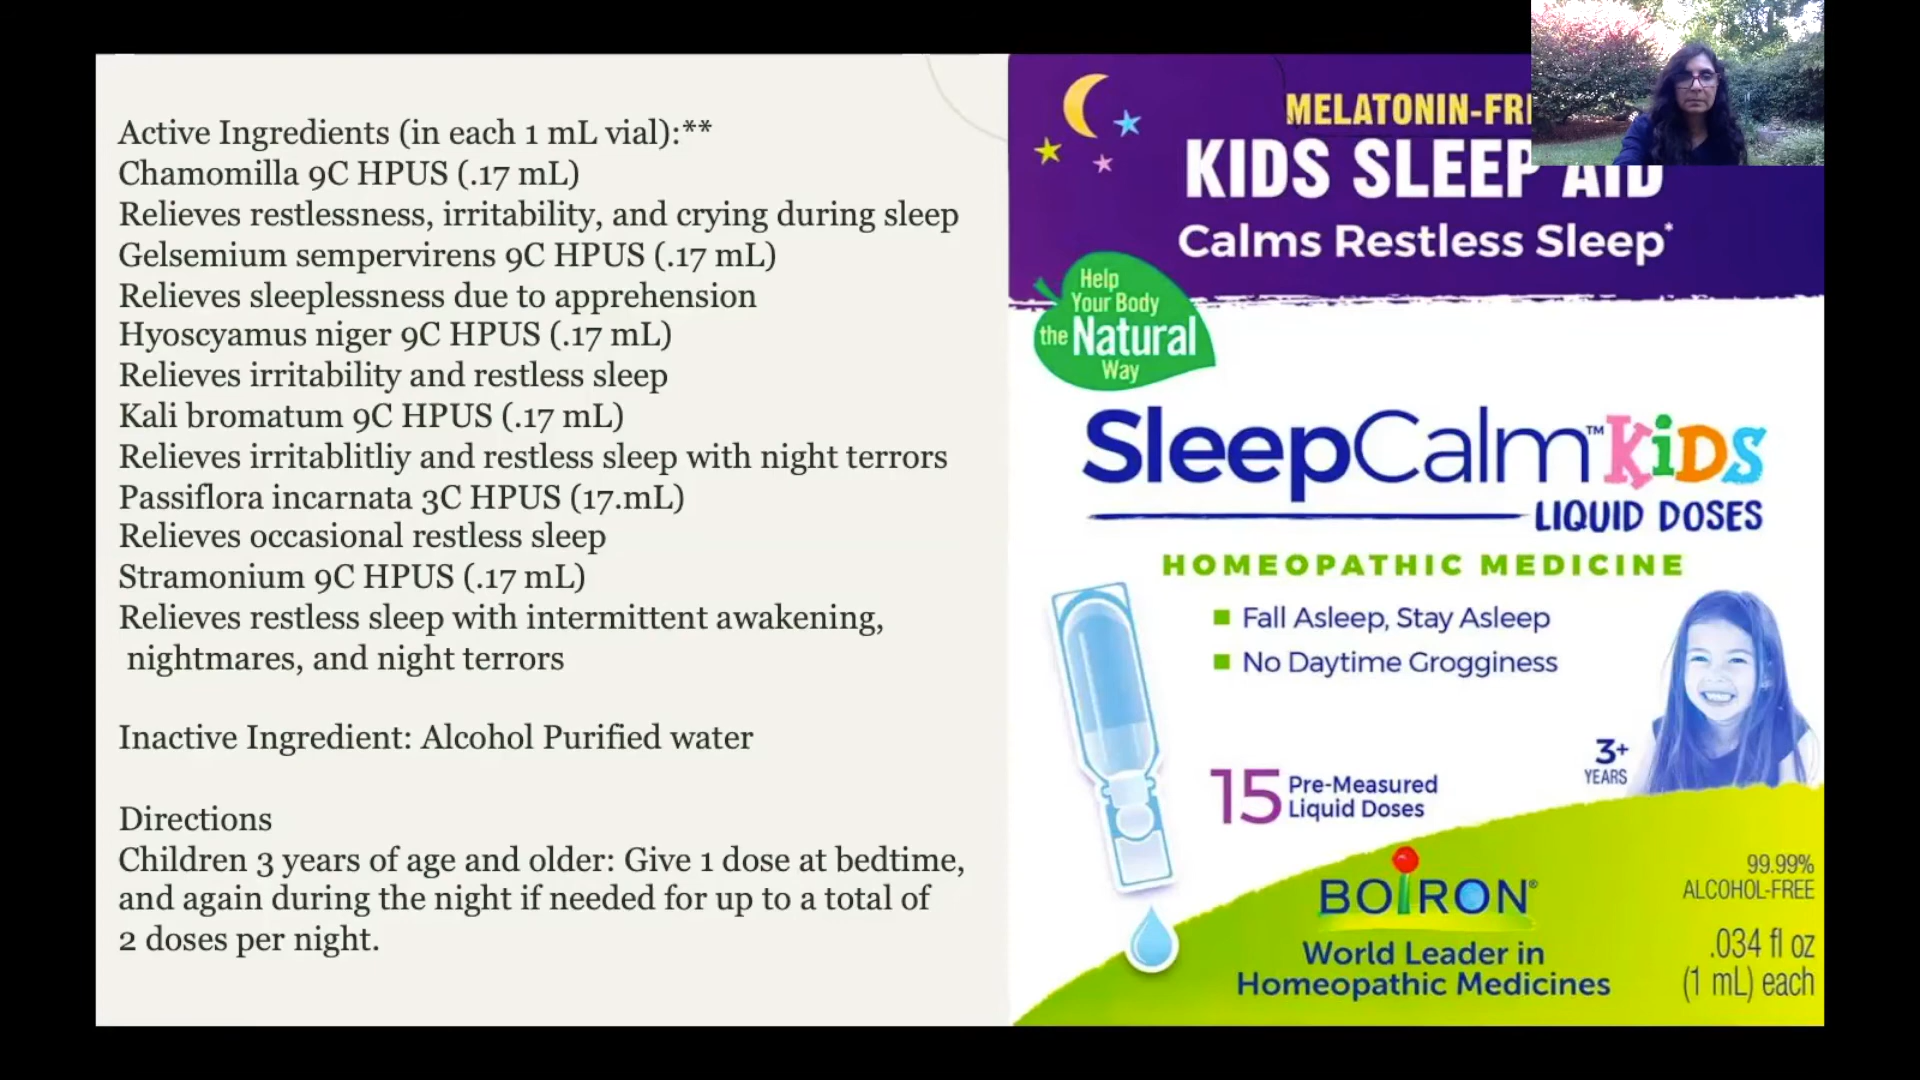 Active Ingredients (in each 1 mL vial):**
Chamomilla 9C HPUS (.17 mL)
Relieves restlessness, irritability, and crying during sleep
Gelsemium sempervirens 9C HPUS (.17 mL)
Relieves sleeplessness due to apprehension
Hyoscyamus niger 9C HPUS (.17 mL)
Relieves irritability and restless sleep
Kali bromatum 9C HPUS (.17 mL)
Relieves irritablitliy and restless sleep with night terrors
Passiflora incarnata 3C HPUS (17.mL)
Relieves occasional restless sleep
Stramonium 9C HPUS (.17 mL)
Relieves restless sleep with intermittent awakening,
nightmares, and night terrors
Inactive Ingredient: Alcohol Purified water
Directions
Children 3 years of age and older: Give 1 dose at bedtime,
and again during the night if needed for up to a total of
2 doses per night.
MELATONIN-FR
KIDS SLEEP AID
Calms Restless Sleep*
Help
Your Body
the Natural
Way
SleepCalm™ KiDS
LIQUID DOSES
HOMEOPATHIC MEDICINE
Fall Asleep, Stay Asleep
No Daytime Grogginess
3+
YEARS
15 Pre-Measured
Liquid Doses
BOIRON®
World Leader in
Homeopathic Medicines
99.99%
ALCOHOL-FREE
.034 fl oz
(1 mL) each